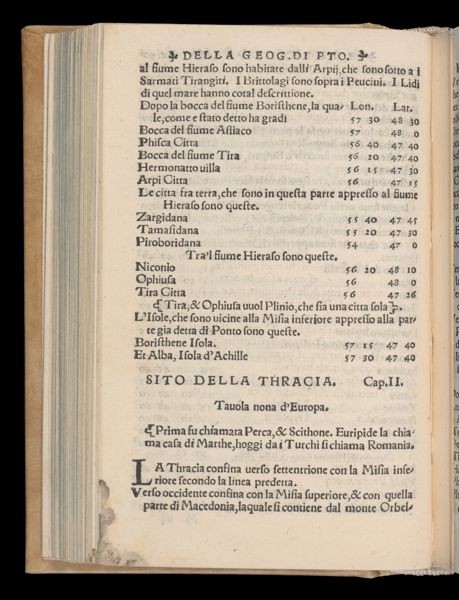 DELLA GEOG. DI PTO.
al fiume Hieraso sono habitate dalli Arpij, che sono sotto a i
Sarmati Tirangiti. I Brittolagi sono sopra i Peucini. I Lidi
di quel mare hanno cotal descrittione.
Dopo la bocca del fiume Boristhene, la qua- Lon. Lat.
le, come e stato detto ha gradi 57 30 48 30
Bocca del fiume Assiaco 57 48 0
Phisca Citta 56 40 47 40
Bocca del fiume Tira 56 20 47 40
Hermonatto uilla 56 15 47 30
Arpi Citta 56 47 15
Le citta fra terra, che sono in questa parte appresso al fiume
Hieraso sono queste.
Zargidana 55 40 47 45
Tamasidana 55 20 47 30
Piroboridana 54 47 0
Tra'l fiume Hieraso sono queste.
Niconio 56 20 48 10
Ophiusa 56 48 0
Tira Citta 56 47 26
¶ Tira, & Ophiusa uuol Plinio, che sia una citta sola
L'Isole, che sono uicine alla Misia inferiore appresso alla par-
te gia detta di Ponto sono queste.
Boristhene Isola. 57 15 47 40
Et Alba, Isola d'Achille 57 30 47 40
SITO DELLA THRACIA. Cap. II.
Tauola nona d'Europa.
¶ Prima fu chiamata Perca, & Scithone. Euripide la chia
ma casa di Marthe, hoggi da i Turchi si chiama Romania.
LA Thracia confina uerso settentrione con la Misia infe-
riore secondo la linea predetta.
Verso occidente confina con la Misia superiore, & con quella
parte di Macedonia, laquale si contiene dal monte Orbel-